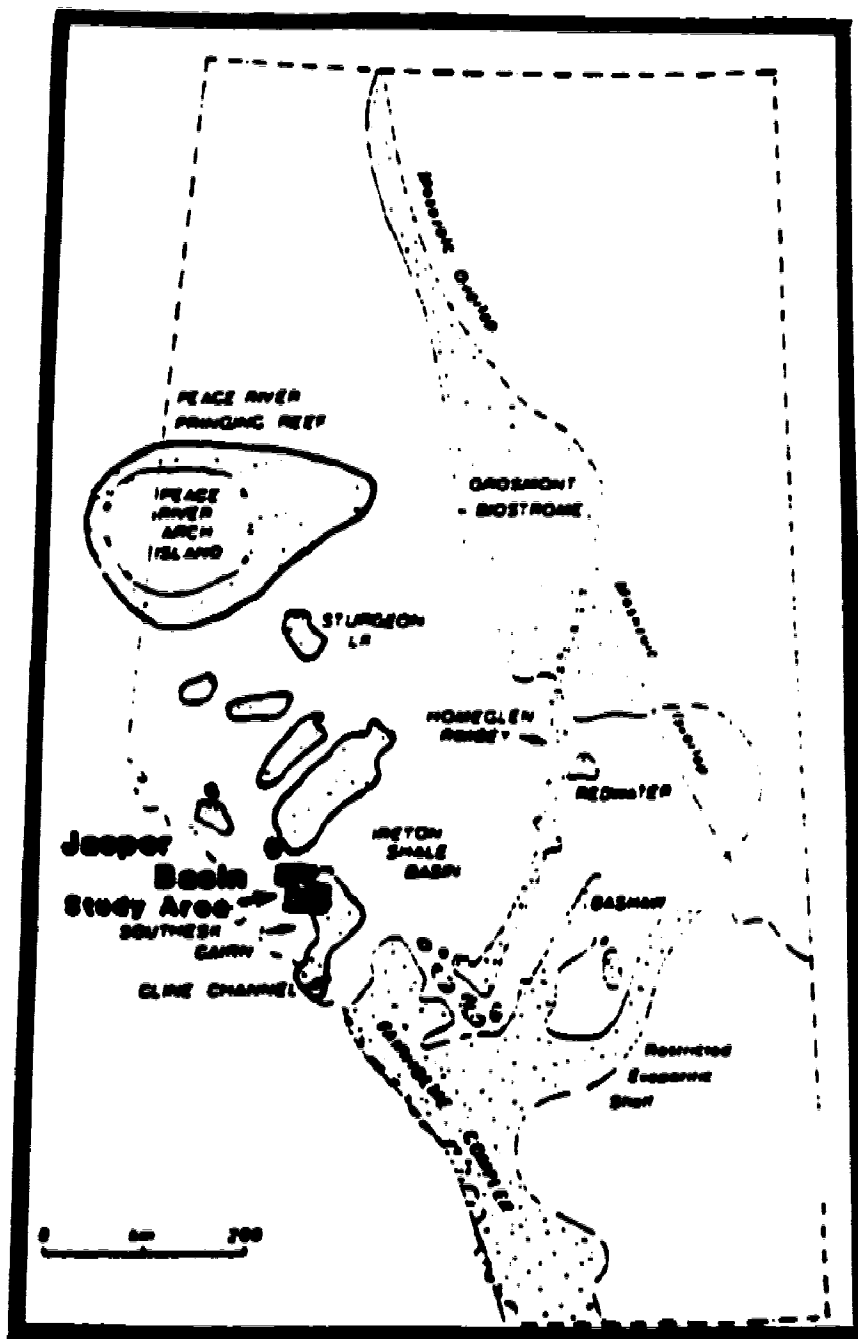 PEACE RIVER
FRINGING REEF
PEACE
RIVER
ARCH
ISLAND
GROSMONT
BIOSTROME
STURGEON
LK
HOMEGLEN
REDWATER
IRETON
SHALE
BASIN
Jasper
Basin
Study Area
SOUTHESK
CAIRN
CLINE CHANNEL
BASHAW
COMPLEX
Restricted
Evaporite
Shelf
0 km 200